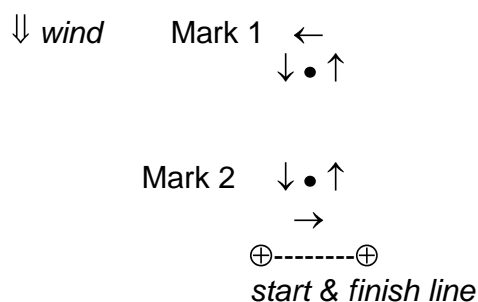 ⇓ wind Mark 1 ←
↓ • ↑
Mark 2 ↓ • ↑
→
⊕--------⊕
start & finish line